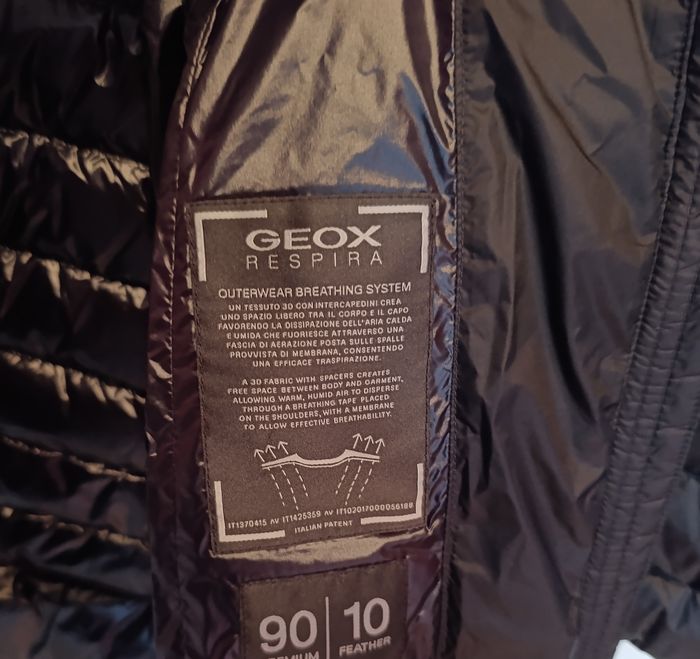 GEOX
RESPIRA
OUTERWEAR BREATHING SYSTEM
UN TESSUTO 3D CON INTERCAPEDINI CREA
UNO SPAZIO LIBERO TRA IL CORPO E IL CAPO
FAVORENDO LA DISSIPAZIONE DELL'ARIA CALDA
E UMIDA CHE FUORIESCE ATTRAVERSO UNA
FASCIA DI AERAZIONE POSTA SULLE SPALLE
PROVVISTA DI MEMBRANA, CONSENTENDO
UNA EFFICACE TRASPIRAZIONE.
A 3D FABRIC WITH SPACERS CREATES
FREE SPACE BETWEEN BODY AND GARMENT,
ALLOWING WARM, HUMID AIR TO DISPERSE
THROUGH A BREATHING TAPE PLACED
ON THE SHOULDERS, WITH A MEMBRANE
TO ALLOW EFFECTIVE BREATHABILITY.
IT1370415 AV IT1425359 AV IT102017000056188
ITALIAN PATENT
90 10
FEATHER